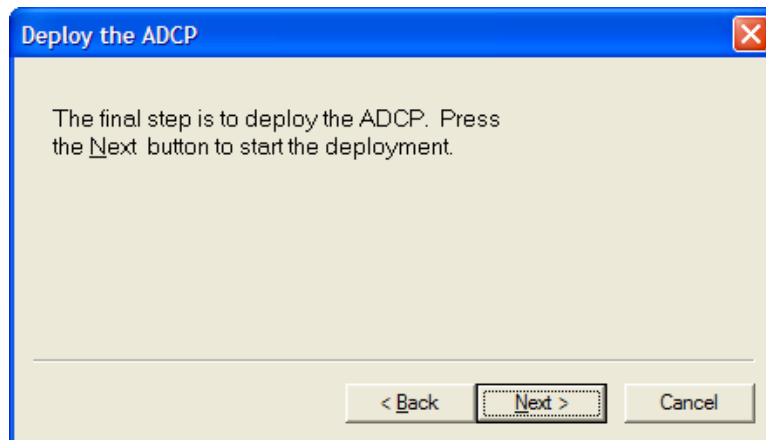 Deploy the ADCP
The final step is to deploy the ADCP. Press
the Next button to start the deployment.
< Back
Next >
Cancel